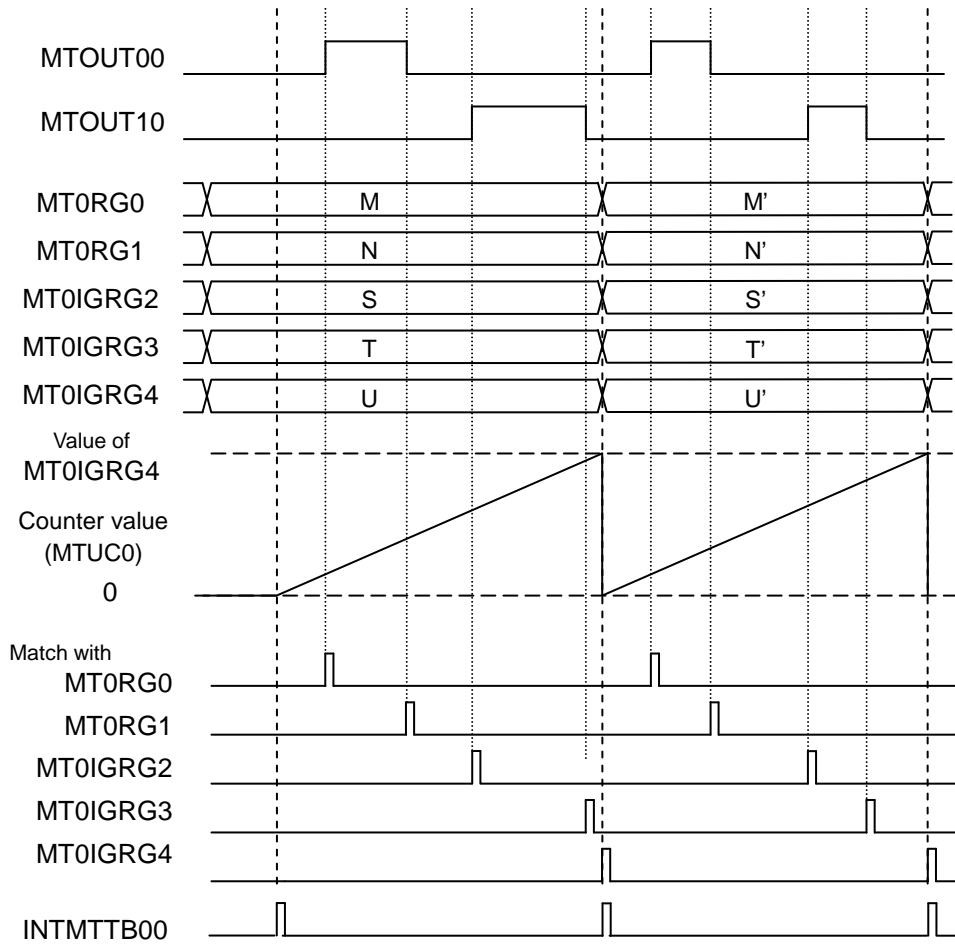 MTOUT00
MTOUT10
MT0RG0 M M’
MT0RG1 N N’
MT0IGRG2 S S’
MT0IGRG3 T T’
MT0IGRG4 U U’
Value of
MT0IGRG4
Counter value
(MTUC0)
0
Match with
MT0RG0
MT0RG1
MT0IGRG2
MT0IGRG3
MT0IGRG4
INTMTTB00